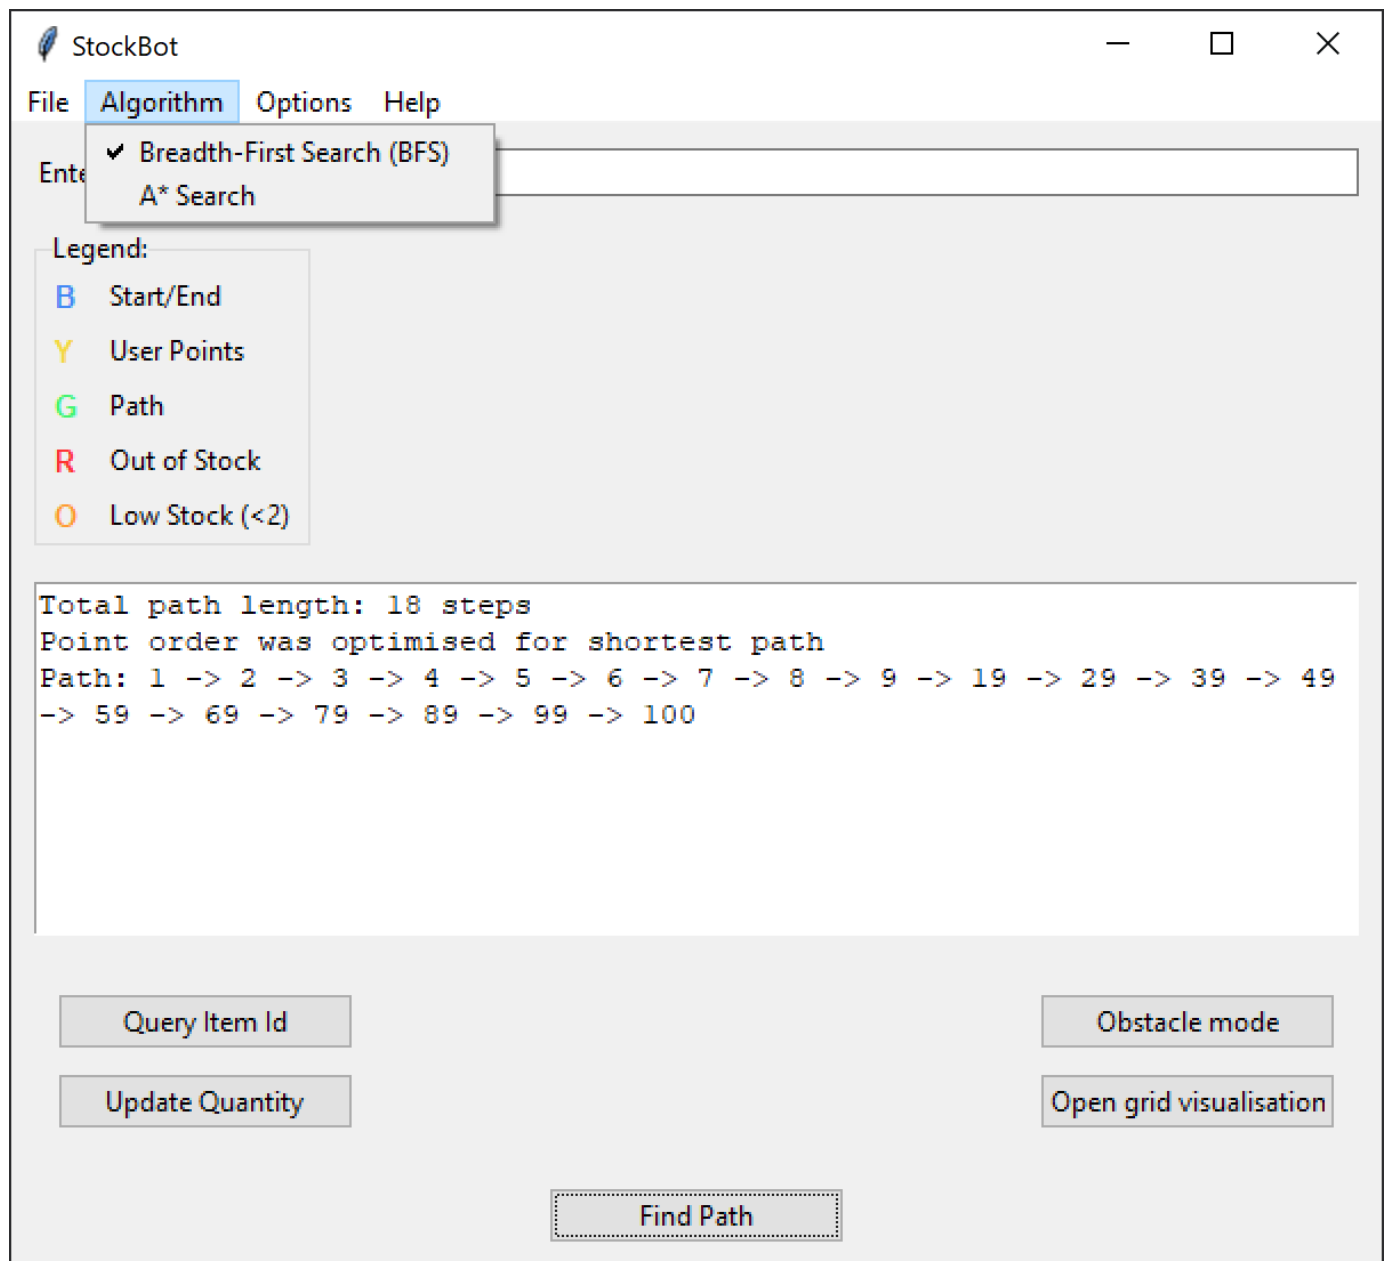 StockBot
File Algorithm Options Help
Breadth-First Search (BFS)
A* Search
Legend:
B Start/End
Y User Points
G Path
R Out of Stock
O Low Stock (<2)
Total path length: 18 steps
Point order was optimised for shortest path
Path: 1 -> 2 -> 3 -> 4 -> 5 -> 6 -> 7 -> 8 -> 9 -> 19 -> 29 -> 39 -> 49
-> 59 -> 69 -> 79 -> 89 -> 99 -> 100
Query Item Id
Obstacle mode
Update Quantity
Open grid visualisation
Find Path